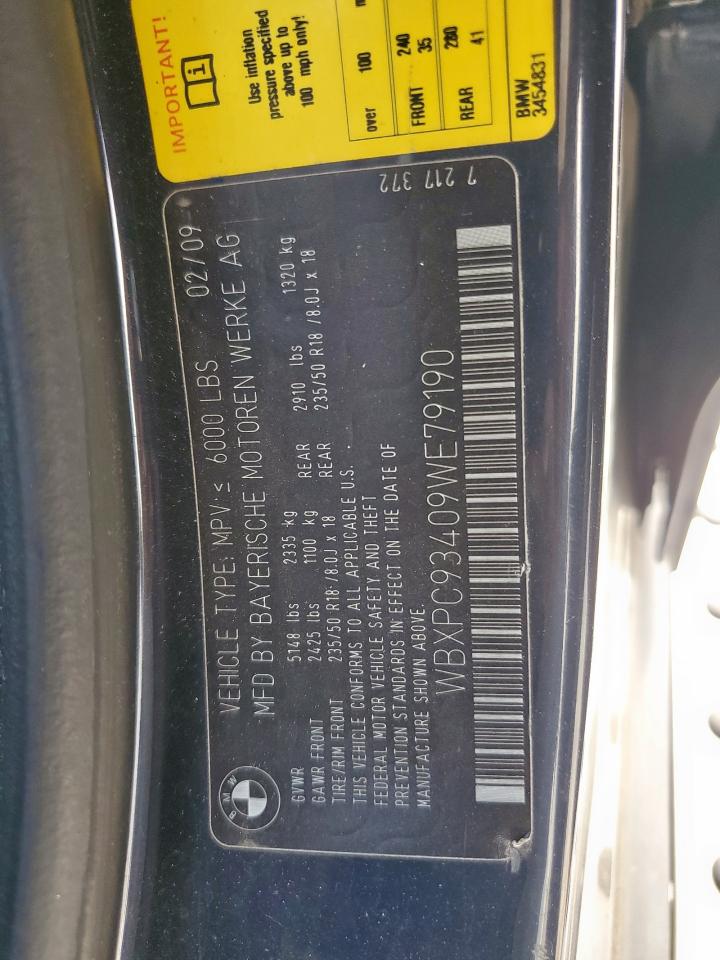 VEHICLE TYPE: MPV: ≤ 6000 LBS 02/09
MFD BY BAYERISCHE MOTOREN WERKE AG
GVWR 5148 lbs 2335 kg
GAWR FRONT 2425 lbs 1100 kg REAR 2910 lbs 1320 kg
TIRE/RIM FRONT 235/50 R18 /8.0J x 18 REAR 235/50 R18 /8.0J x 18
THIS VEHICLE CONFORMS TO ALL APPLICABLE U.S.
FEDERAL MOTOR VEHICLE SAFETY AND THEFT
PREVENTION STANDARDS IN EFFECT ON THE DATE OF
MANUFACTURE SHOWN ABOVE.
WBXPC93409WE79190
7 217 372
BMW
IMPORTANT!
Use inflation
pressure specified
above up to
100 mph only!
over 100
FRONT 240
35
REAR 280
41
BMW
3454831